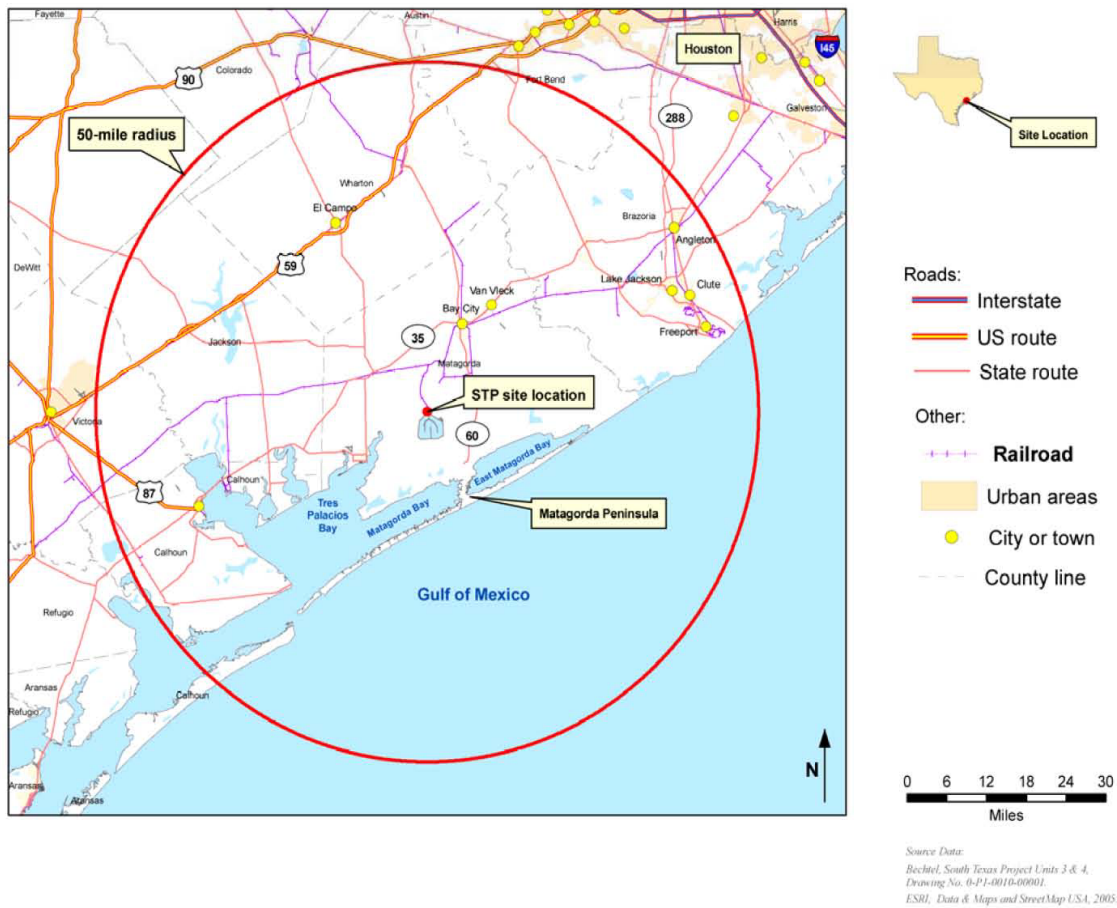 Fayette
Austin
Harris
Houston
I45
90
Colorado
Fort Bend
Galveston
Site Location
50-mile radius
288
Wharton
El Campo
Brazoria
Angleton
DeWitt
59
Lake Jackson
Clute
Van Vleck
Bay City
Freeport
35
Jackson
Matagorda
STP site location
Victoria
60
East Matagorda Bay
Calhoun
87
Tres
Palacios
Bay
Matagorda Bay
Matagorda Peninsula
Calhoun
Gulf of Mexico
Refugio
Aransas
Calhoun
Refugio
Aransas
Aransas
N
Roads:
Interstate
US route
State route
Other:
Railroad
Urban areas
City or town
County line
0 6 12 18 24 30
Miles
Source Data:
Bechtel, South Texas Project Units 3 & 4,
Drawing No. 0-P1-0010-00001.
ESRI, Data & Maps and StreetMap USA, 2005